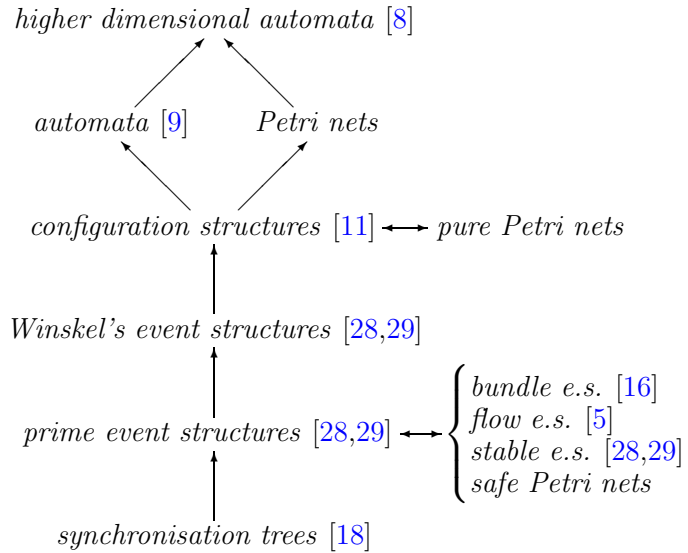 higher dimensional automata [8]
automata [9] Petri nets
configuration structures [11] pure Petri nets
Winskel's event structures [28,29]
prime event structures [28,29]
bundle e.s. [16]
flow e.s. [5]
stable e.s. [28,29]
safe Petri nets
synchronisation trees [18]